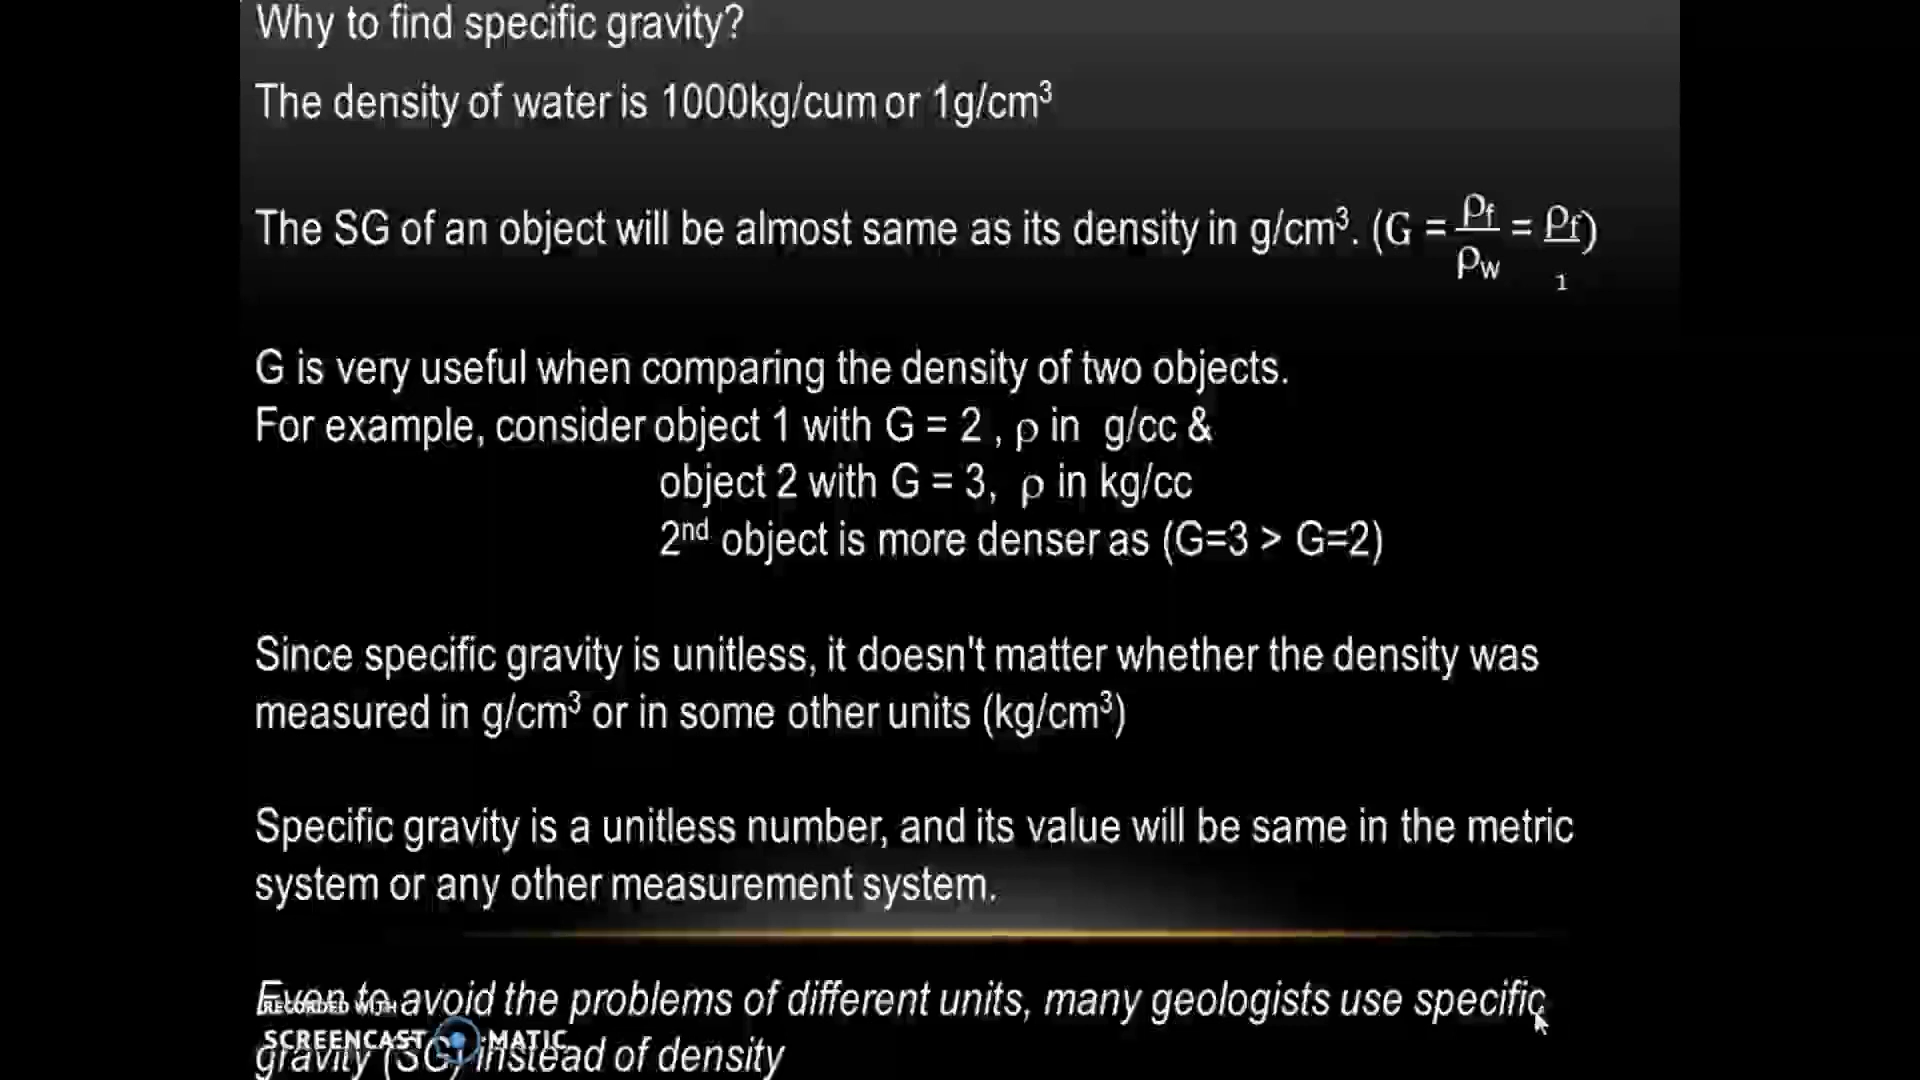 Why to find specific gravity?
The density of water is 1000kg/cum or 1g/cm³
The SG of an object will be almost same as its density in g/cm³. (G = ρf/ρw = ρf/1)
G is very useful when comparing the density of two objects.
For example, consider object 1 with G = 2 , ρ in g/cc &
object 2 with G = 3, ρ in kg/cc
2nd object is more denser as (G=3 > G=2)
Since specific gravity is unitless, it doesn't matter whether the density was
measured in g/cm³ or in some other units (kg/cm³)
Specific gravity is a unitless number, and its value will be same in the metric
system or any other measurement system.
Even to avoid the problems of different units, many geologists use specific
gravity (SG) instead of density
RECORDED WITH
SCREENCAST MATIC